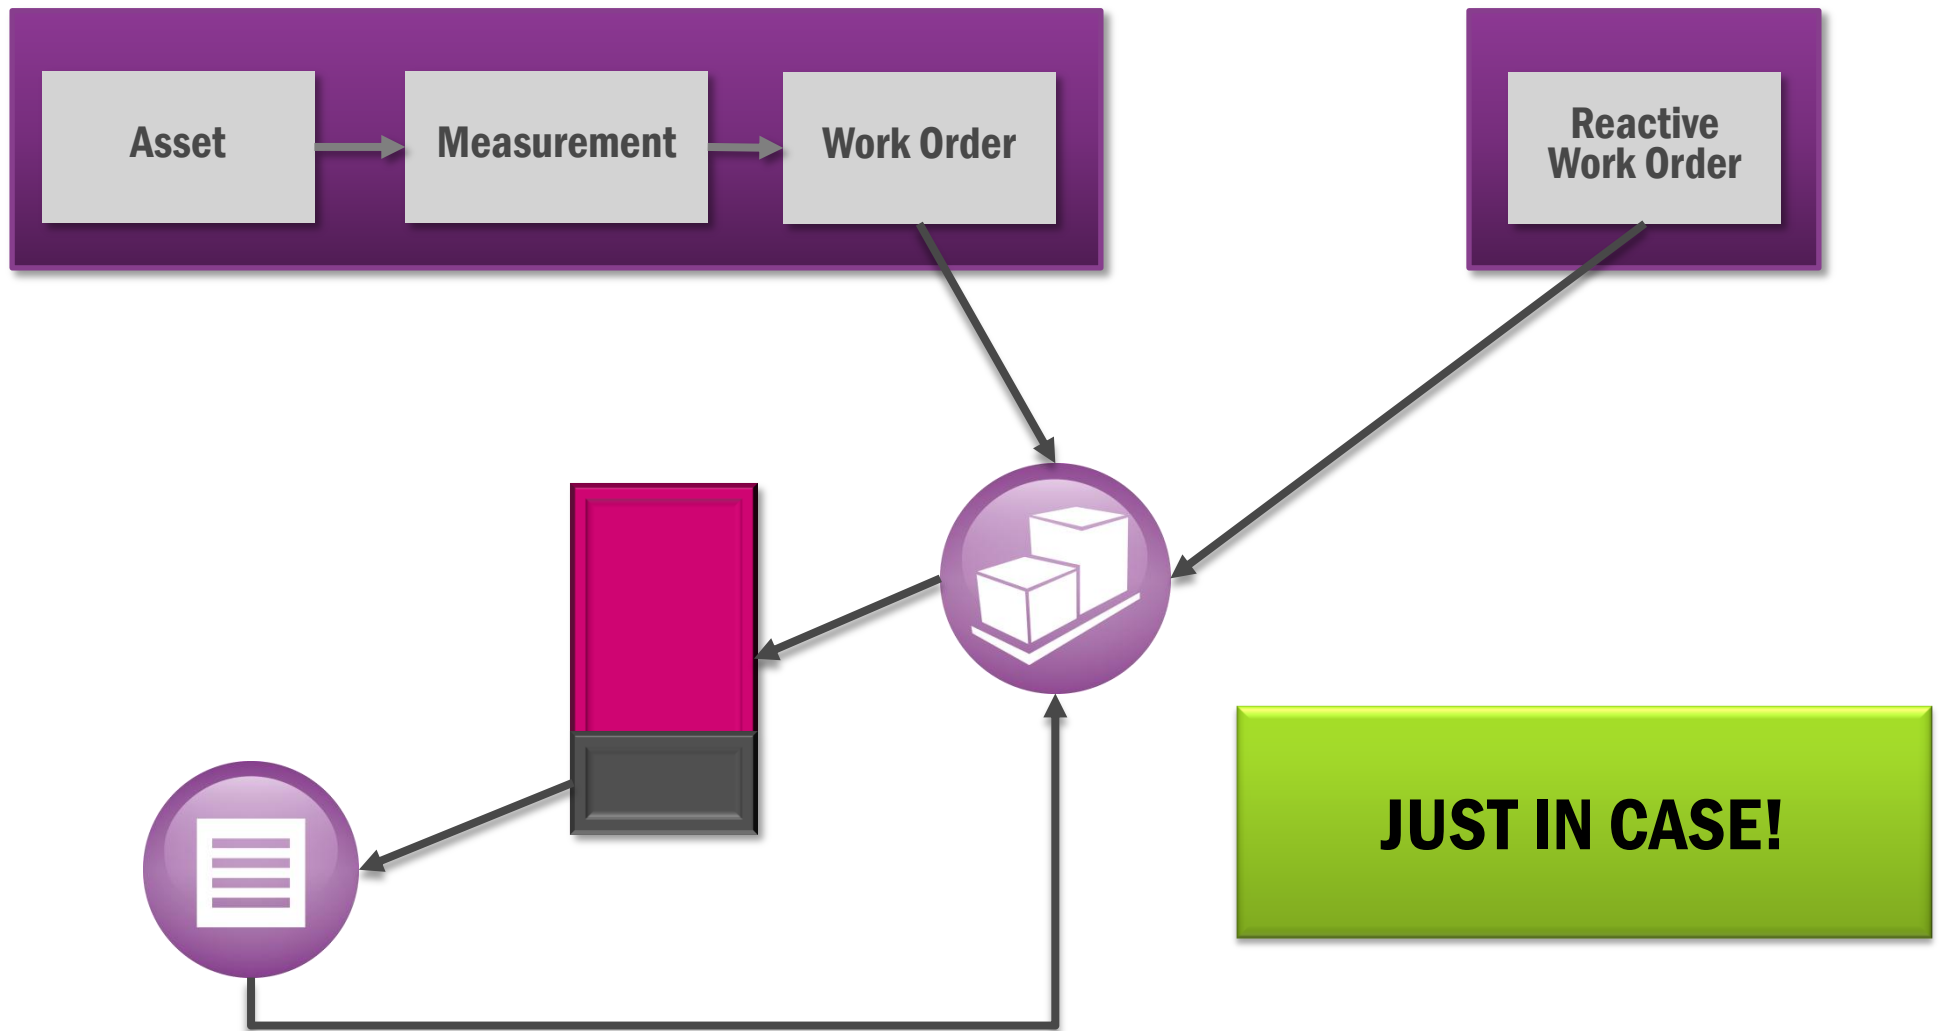 Asset
Measurement
Work Order
Reactive
Work Order
JUST IN CASE!